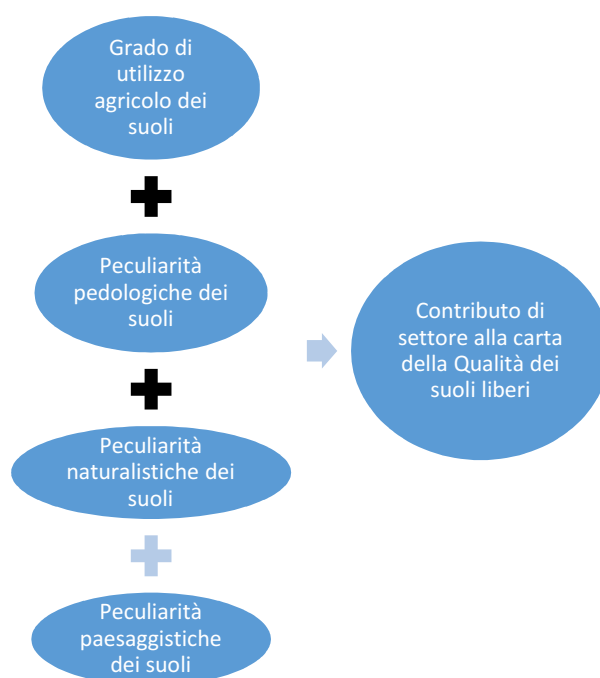 Grado di
utilizzo
agricolo dei
suoli
Peculiarità
pedologiche dei
suoli
Peculiarità
naturalistiche dei
suoli
Peculiarità
paesaggistiche
dei suoli
Contributo di
settore alla carta
della Qualità dei
suoli liberi